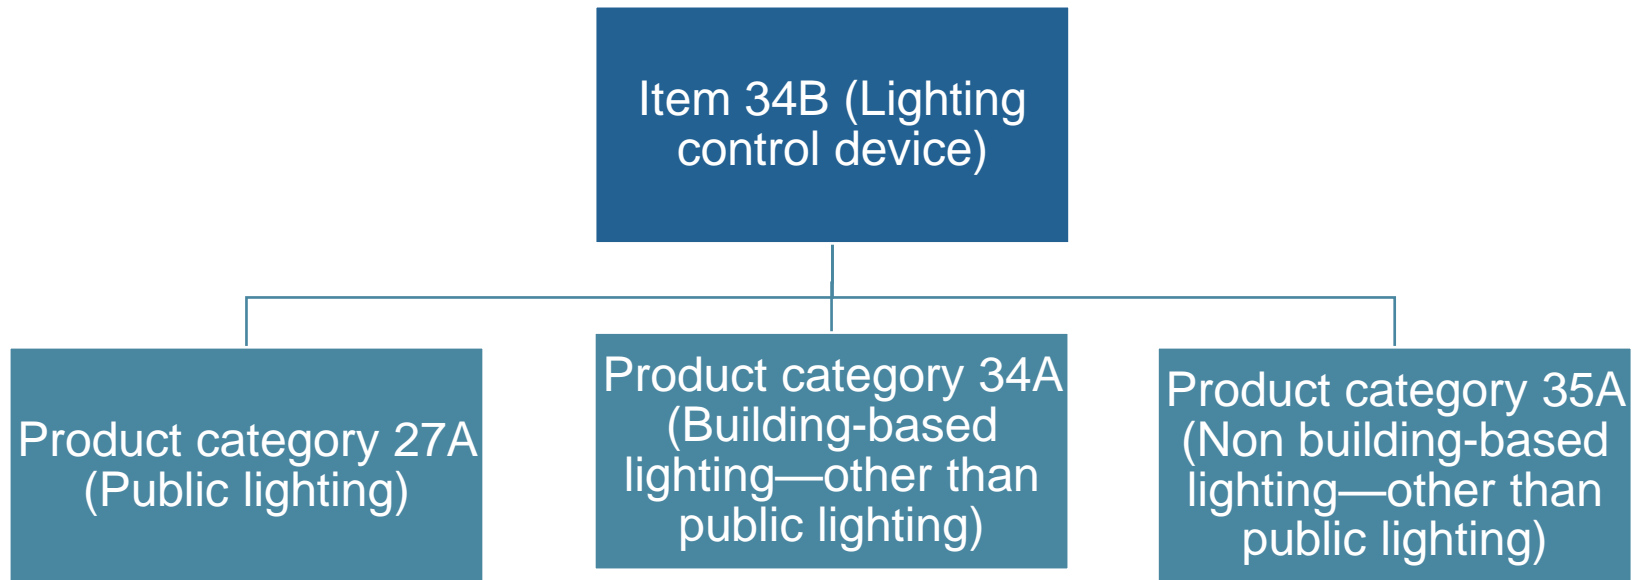 Item 34B (Lighting
control device)
Product category 27A
(Public lighting)
Product category 34A
(Building-based
lighting—other than
public lighting)
Product category 35A
(Non building-based
lighting—other than
public lighting)